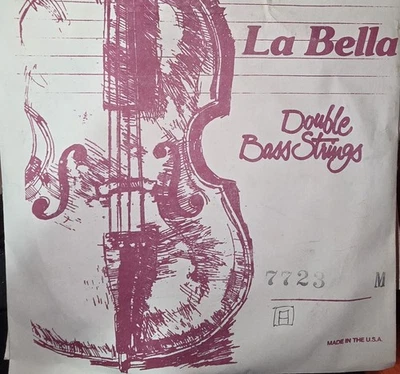 La Bella
Double
Bass Strings
7723 M
H
MADE IN THE U.S.A.